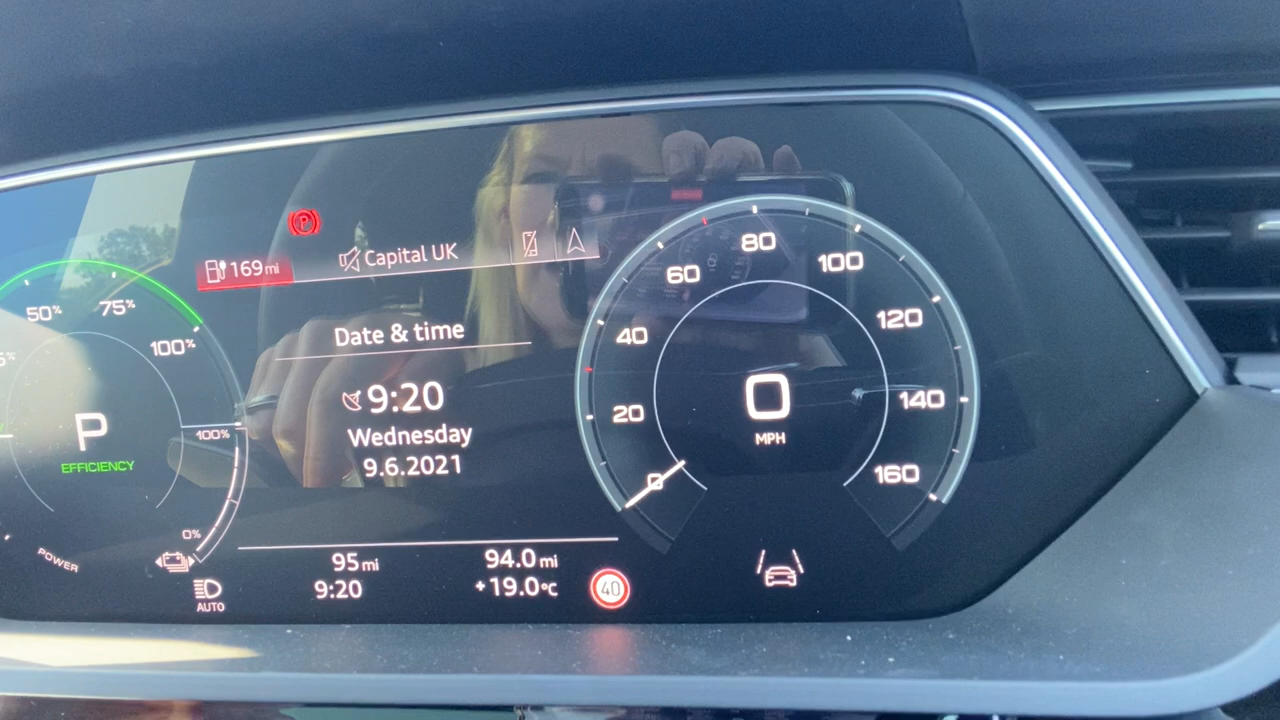 P
169 mi
Capital UK
50%
75%
100%
Date & time
9:20
Wednesday
9.6.2021
P
EFFICIENCY
100%
0%
POWER
AUTO
95 mi
94.0 mi
9:20
+19.0°C
40
0
20
40
60
80
100
120
140
160
0
MPH